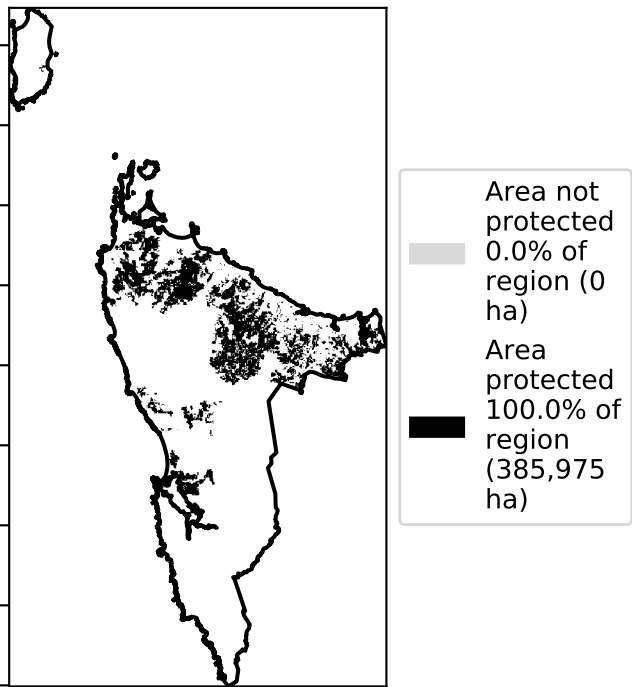 Area not
protected
0.0% of
region (0
ha)
Area
protected
100.0% of
region
(385,975
ha)